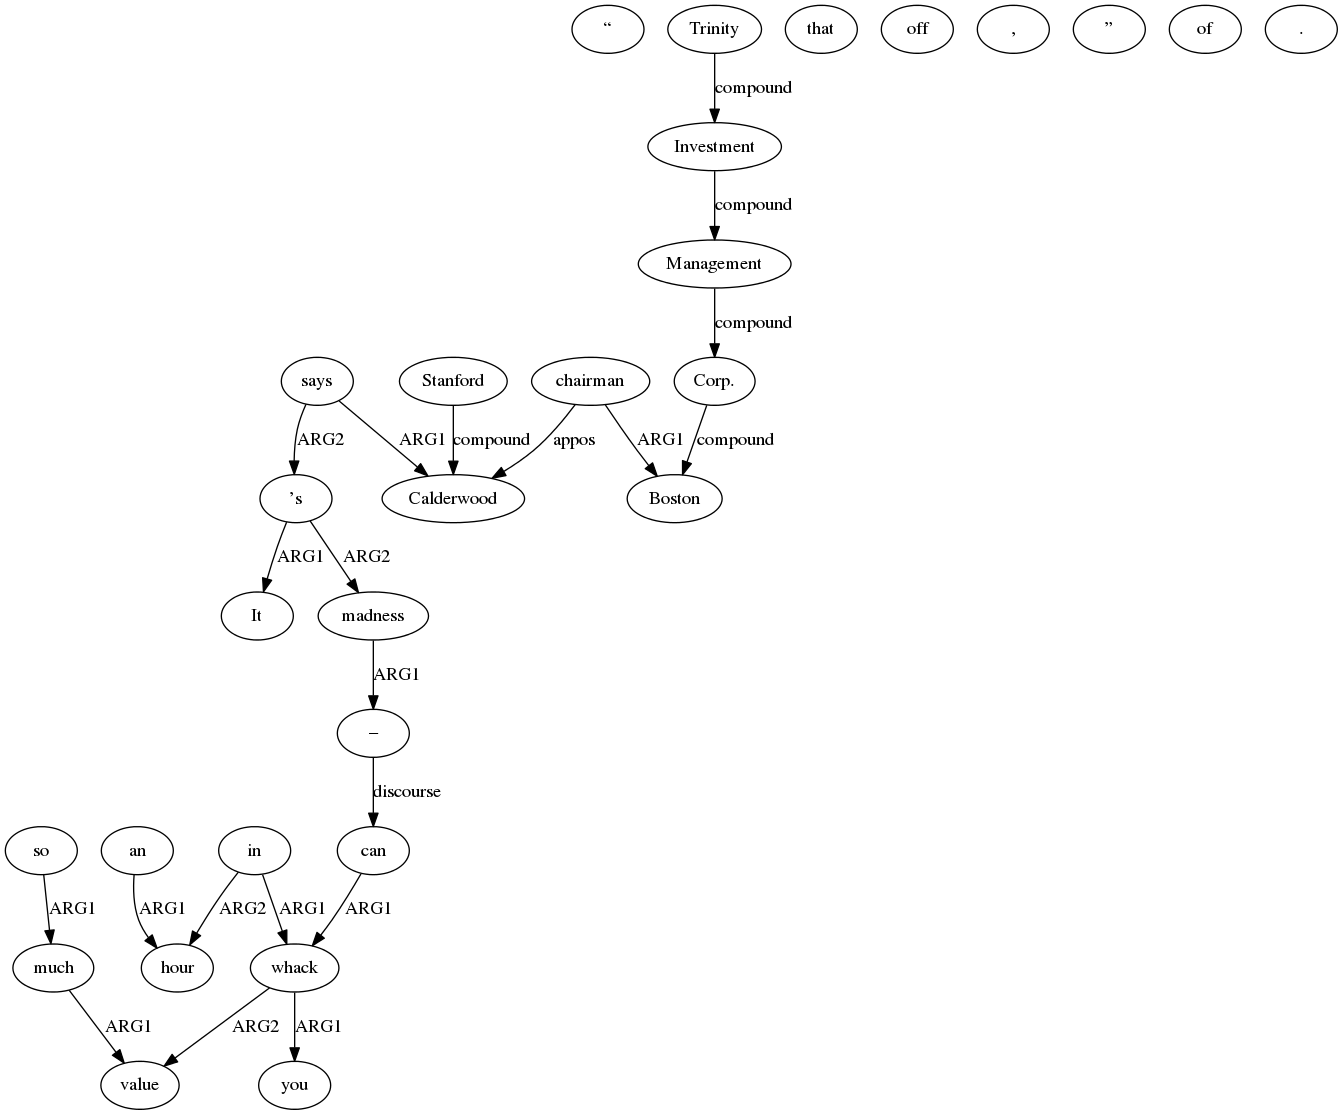 “ Trinity that off , ” of .
compound
Investment
compound
Management
compound
says Stanford chairman Corp.
ARG2 ARG1 compound appos ARG1 compound
’s Calderwood Boston
ARG1 ARG2
It madness
ARG1
–
discourse
so an in can
ARG1 ARG1 ARG2 ARG1 ARG1
much hour whack
ARG1 ARG2 ARG1
value you